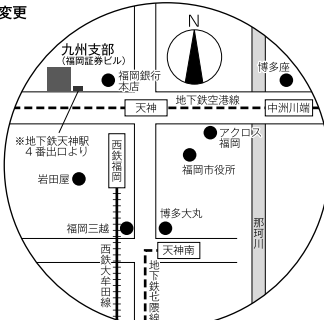 変更
N
九州支部
（福岡証券ビル）
福岡銀行
本店
博多座
地下鉄空港線
天神
中洲川端
※地下鉄天神駅
４番出口より
西鉄福岡
アクロス
福岡
福岡市役所
岩田屋
福岡三越
博多大丸
那珂川
天神南
西鉄大牟田線
地下鉄七隈線